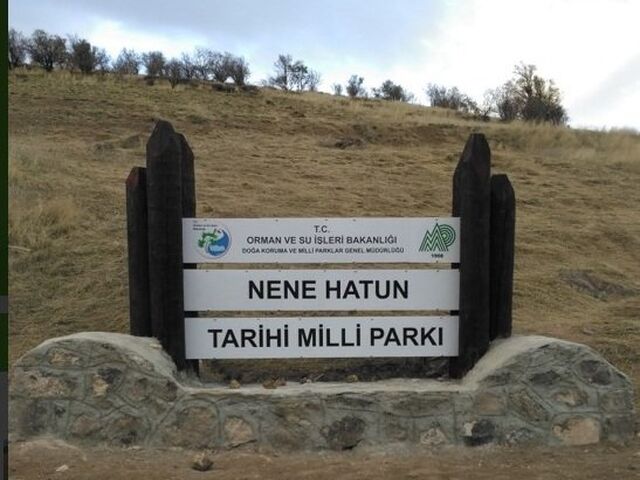 T.C.
ORMAN VE SU İŞLERİ BAKANLIĞI
DOĞA KORUMA VE MİLLİ PARKLAR GENEL MÜDÜRLÜĞÜ
1958
NENE HATUN
TARİHİ MİLLİ PARKI